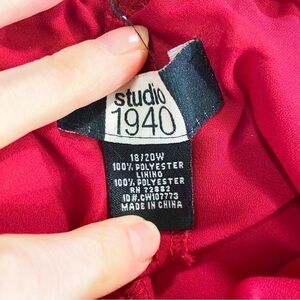 studio
1940
18/20W
100% POLYESTER
LINING
100% POLYESTER
RN 72882
ID#.CW107773
MADE IN CHINA